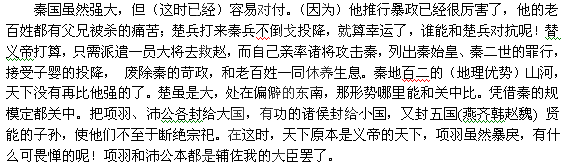 秦国虽然强大，但（这时已经）容易对付。（因为）他推行暴政已经很厉害了，他的老
百姓都有父兄被杀的痛苦；楚兵打来秦兵不倒戈投降，就算幸运了，谁能和楚兵对抗呢！替
义帝打算，只需派遣一员大将去救赵，而自己亲率诸将攻击秦，列出秦始皇、秦二世的罪行，
接受子婴的投降， 废除秦的苛政，和老百姓一同休养生息。秦地百二的（地理优势）山河，
天下没有再比他强的了。楚虽是大，处在偏僻的东南，那形势哪里能和关中比。凭借秦的规
模定都关中。把项羽、沛公各封给大国，有功的诸侯封给小国，又封五国(燕齐韩赵魏) 贤
能的子孙，使他们不至于断绝宗祀。在这时，天下原本是义帝的天下，项羽虽然暴戾，有什
么可畏惮的呢！项羽和沛公本都是辅佐我的大臣罢了。